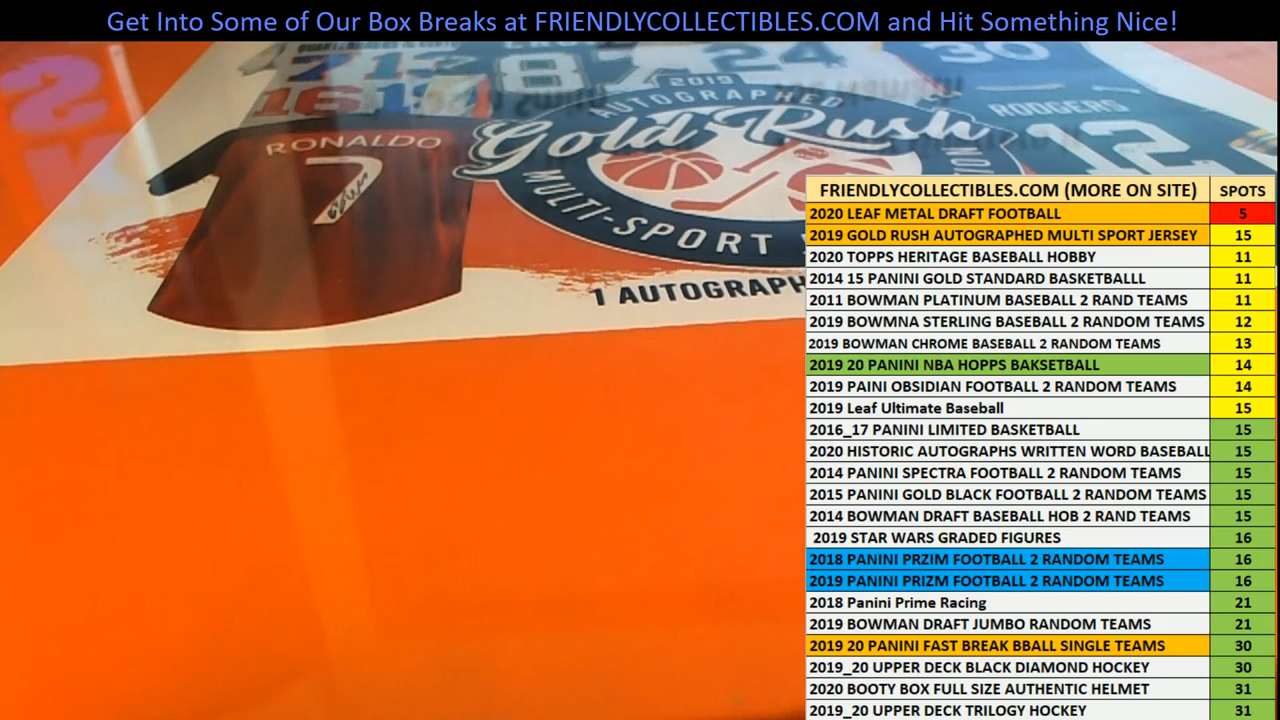 Get Into Some of Our Box Breaks at FRIENDLYCOLLECTIBLES.COM and Hit Something Nice!
8 7 24 30
16 19
2019
AUTOGRAPHED
RODGERS
12
RONALDO
7
Gold Rush
MULTI-SPORT
1 AUTOGRAPH
FRIENDLYCOLLECTIBLES.COM (MORE ON SITE) SPOTS
2020 LEAF METAL DRAFT FOOTBALL 5
2019 GOLD RUSH AUTOGRAPHED MULTI SPORT JERSEY 15
2020 TOPPS HERITAGE BASEBALL HOBBY 11
2014 15 PANINI GOLD STANDARD BASKETBALLL 11
2011 BOWMAN PLATINUM BASEBALL 2 RAND TEAMS 11
2019 BOWMNA STERLING BASEBALL 2 RANDOM TEAMS 12
2019 BOWMAN CHROME BASEBALL 2 RANDOM TEAMS 13
2019 20 PANINI NBA HOPPS BAKSETBALL 14
2019 PAINI OBSIDIAN FOOTBALL 2 RANDOM TEAMS 14
2019 Leaf Ultimate Baseball 15
2016_17 PANINI LIMITED BASKETBALL 15
2020 HISTORIC AUTOGRAPHS WRITTEN WORD BASEBALL 15
2014 PANINI SPECTRA FOOTBALL 2 RANDOM TEAMS 15
2015 PANINI GOLD BLACK FOOTBALL 2 RANDOM TEAMS 15
2014 BOWMAN DRAFT BASEBALL HOB 2 RAND TEAMS 15
2019 STAR WARS GRADED FIGURES 16
2018 PANINI PRZIM FOOTBALL 2 RANDOM TEAMS 16
2019 PANINI PRIZM FOOTBALL 2 RANDOM TEAMS 16
2018 Panini Prime Racing 21
2019 BOWMAN DRAFT JUMBO RANDOM TEAMS 21
2019 20 PANINI FAST BREAK BBALL SINGLE TEAMS 30
2019_20 UPPER DECK BLACK DIAMOND HOCKEY 30
2020 BOOTY BOX FULL SIZE AUTHENTIC HELMET 31
2019_20 UPPER DECK TRILOGY HOCKEY 31